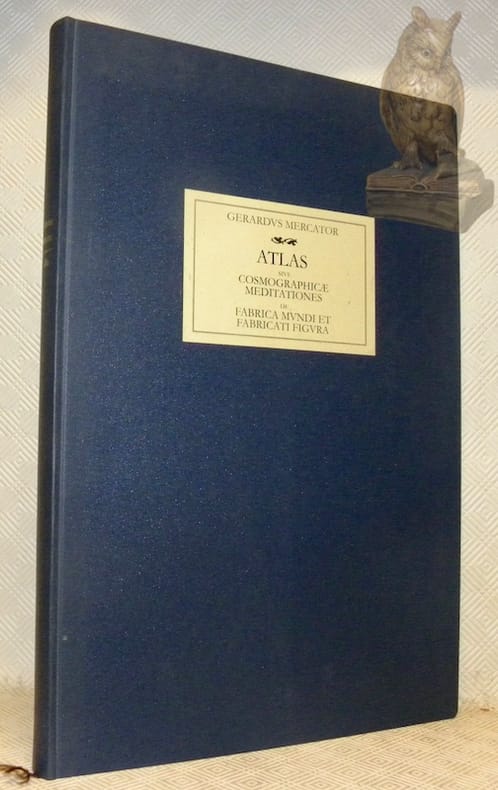 GERARDVS MERCATOR
ATLAS
SIVE
COSMOGRAPHICÆ
MEDITATIONES
DE
FABRICA MVNDI ET
FABRICATI FIGVRA